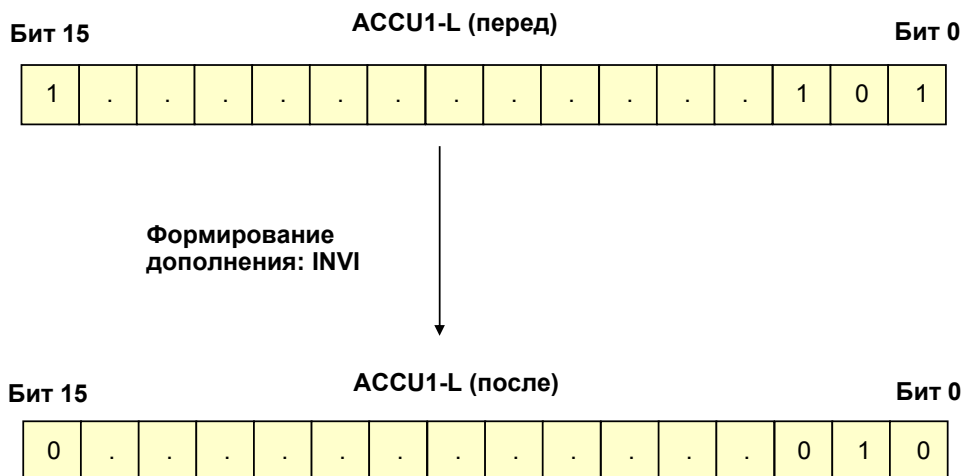 ACCU1-L (перед)
Бит 15 Бит 0
1 . . . . . . . . . . . . 1 0 1
Формирование
дополнения: INVI
ACCU1-L (после)
Бит 15 Бит 0
0 . . . . . . . . . . . . 0 1 0